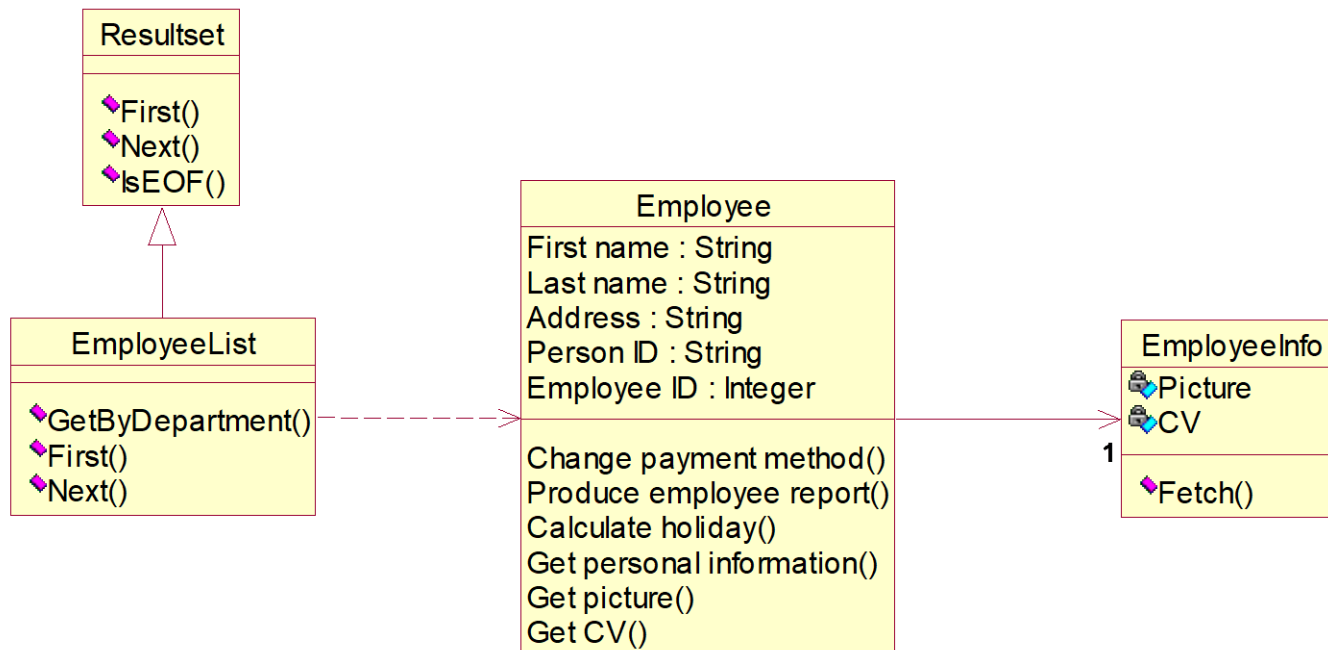 Resultset
First()
Next()
IsEOF()
EmployeeList
GetByDepartment()
First()
Next()
Employee
First name : String
Last name : String
Address : String
Person ID : String
Employee ID : Integer
Change payment method()
Produce employee report()
Calculate holiday()
Get personal information()
Get picture()
Get CV()
1
EmployeeInfo
Picture
CV
Fetch()